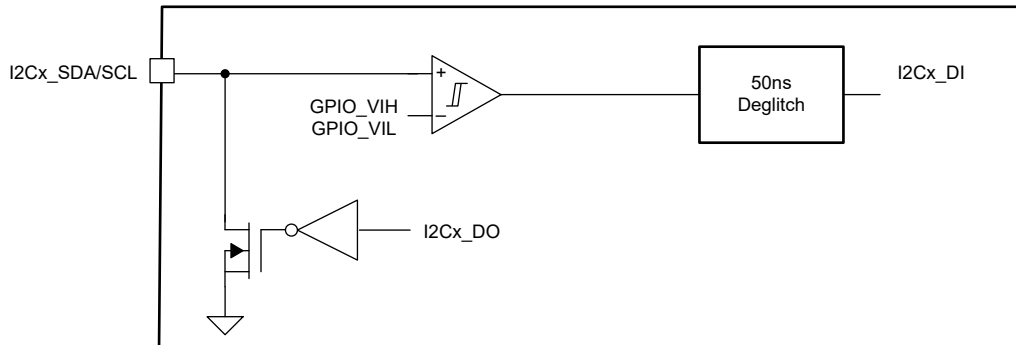 I2Cx_SDA/SCL
+
GPIO_VIH
GPIO_VIL
−
50ns
Deglitch
I2Cx_DI
I2Cx_DO